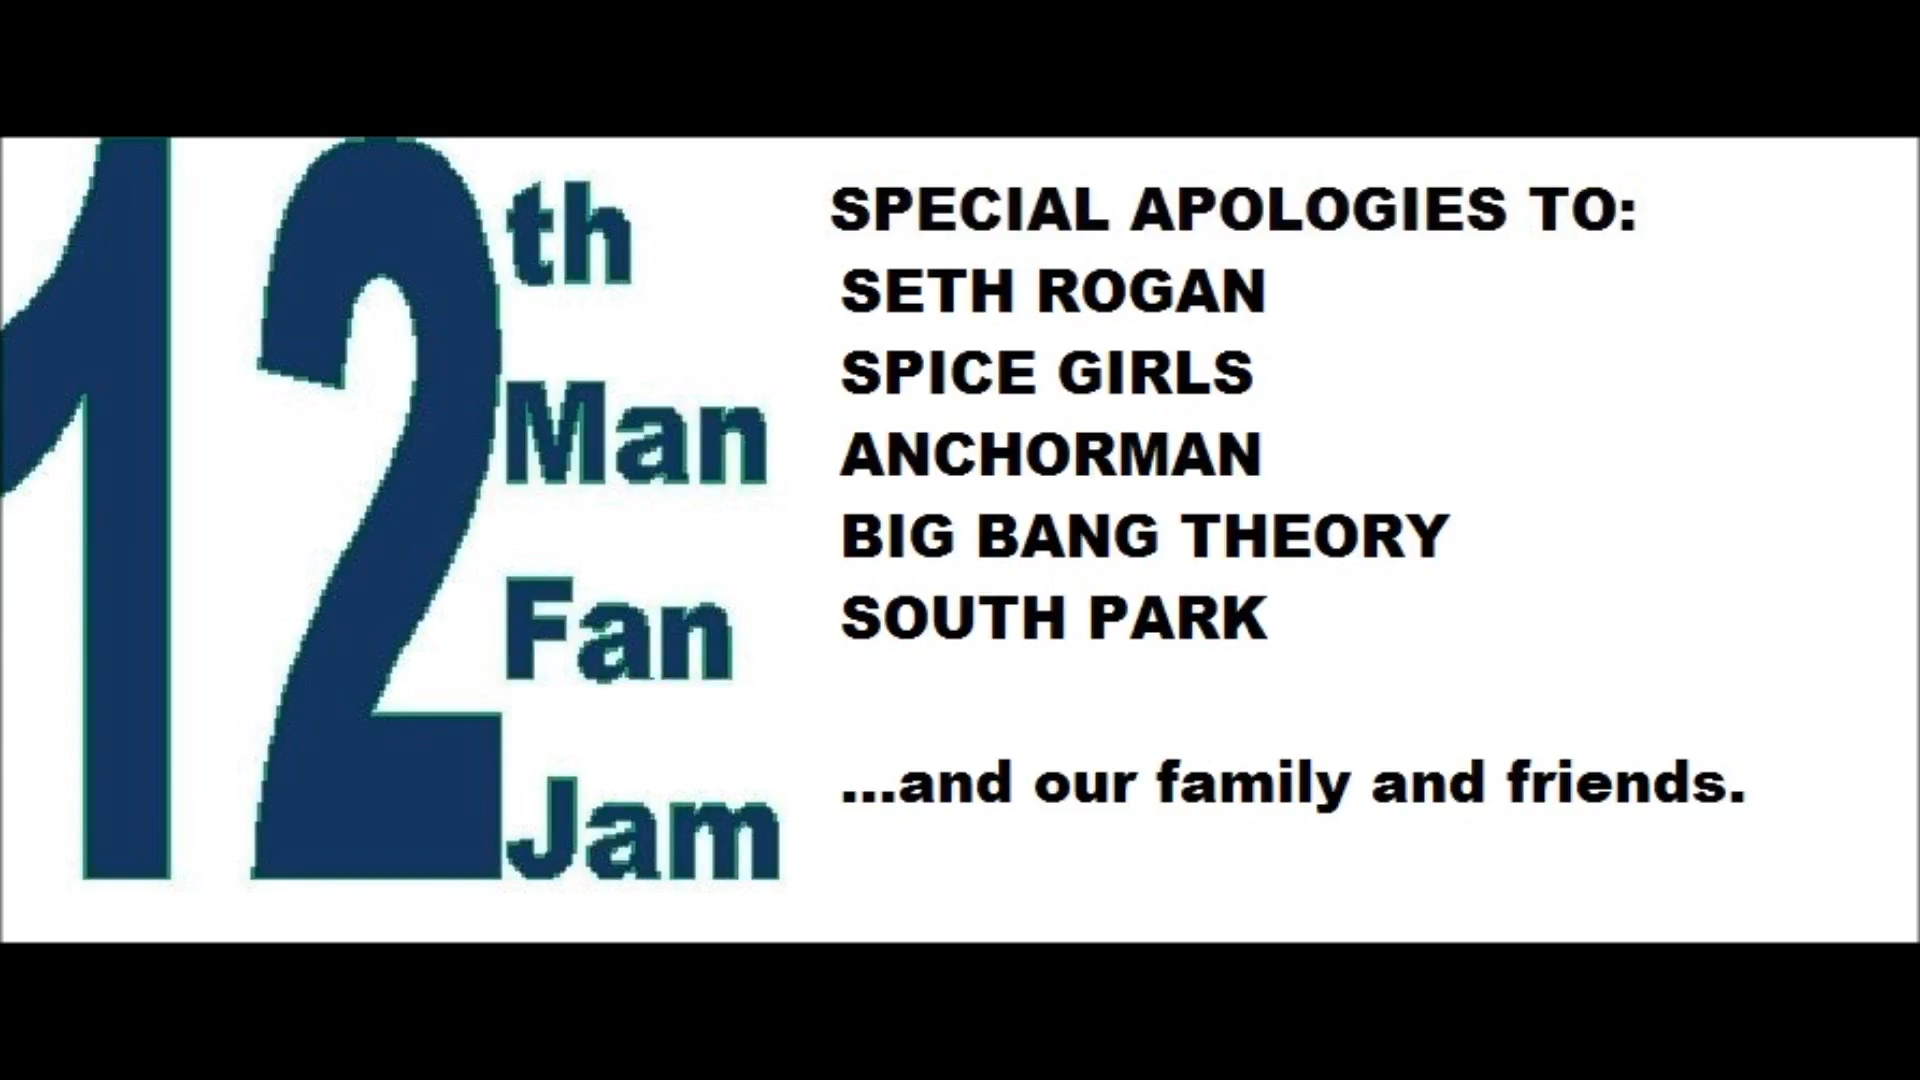 12th
Man
Fan
Jam
SPECIAL APOLOGIES TO:
SETH ROGAN
SPICE GIRLS
ANCHORMAN
BIG BANG THEORY
SOUTH PARK
...and our family and friends.